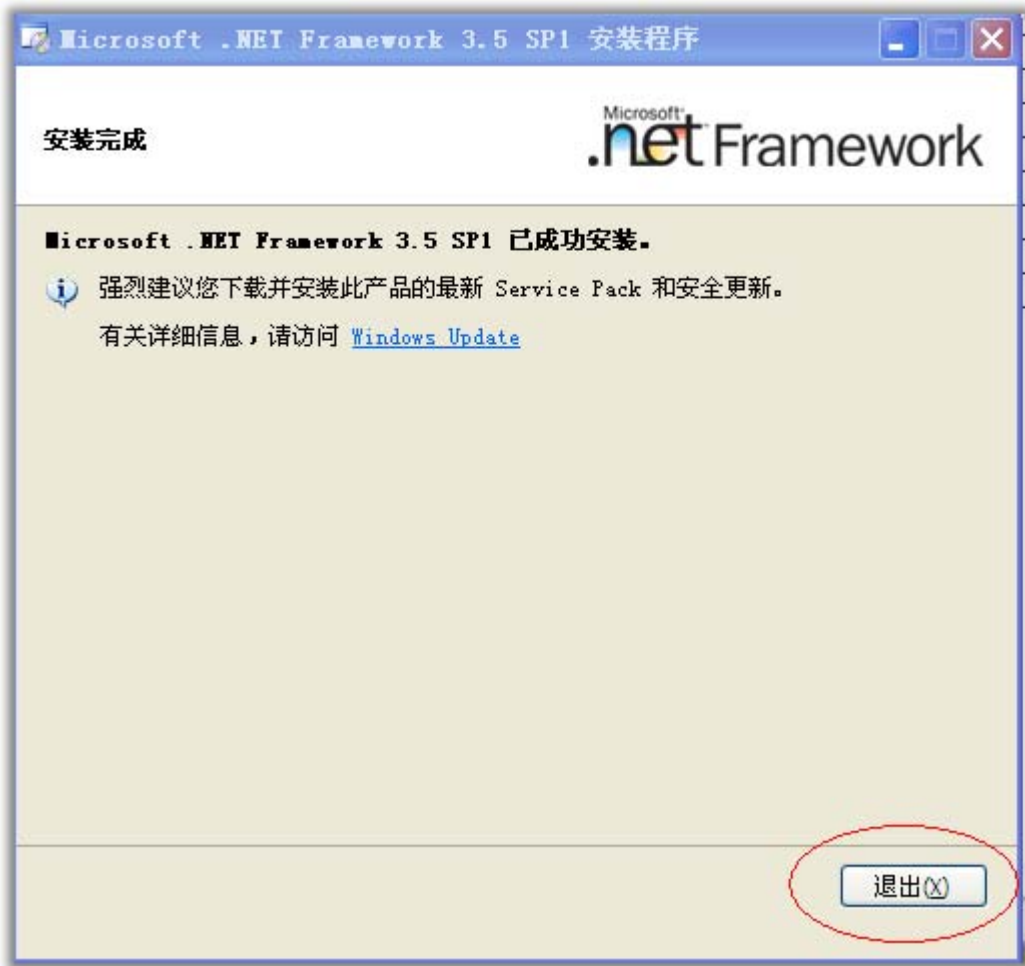 Microsoft .NET Framework 3.5 SP1 安装程序
安装完成
Microsoft
.net Framework
Microsoft .NET Framework 3.5 SP1 已成功安装。
强烈建议您下载并安装此产品的最新 Service Pack 和安全更新。
有关详细信息，请访问 Windows Update
退出(X)